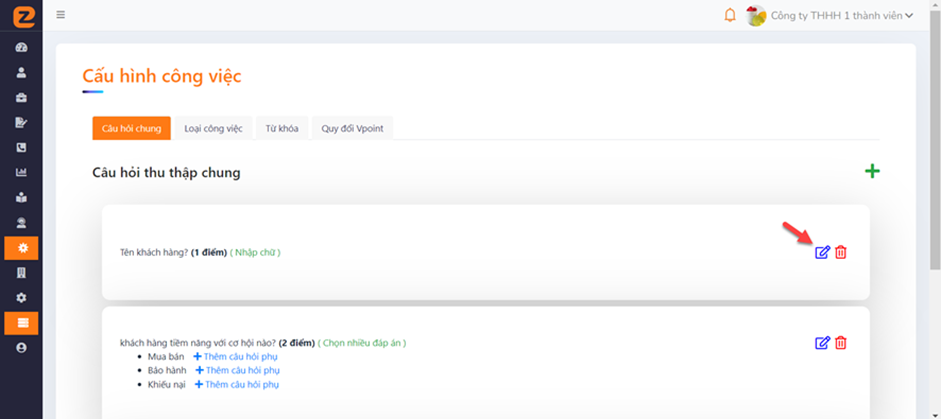 Công ty THHH 1 thành viên
Cấu hình công việc
Câu hỏi chung Loại công việc Từ khóa Quy đổi Vpoint
Câu hỏi thu thập chung
Tên khách hàng? (1 điểm) ( Nhập chữ )
khách hàng tiềm năng với cơ hội nào? (2 điểm) ( Chọn nhiều đáp án )
Mua bán Thêm câu hỏi phụ
Bảo hành Thêm câu hỏi phụ
Khiếu nại Thêm câu hỏi phụ